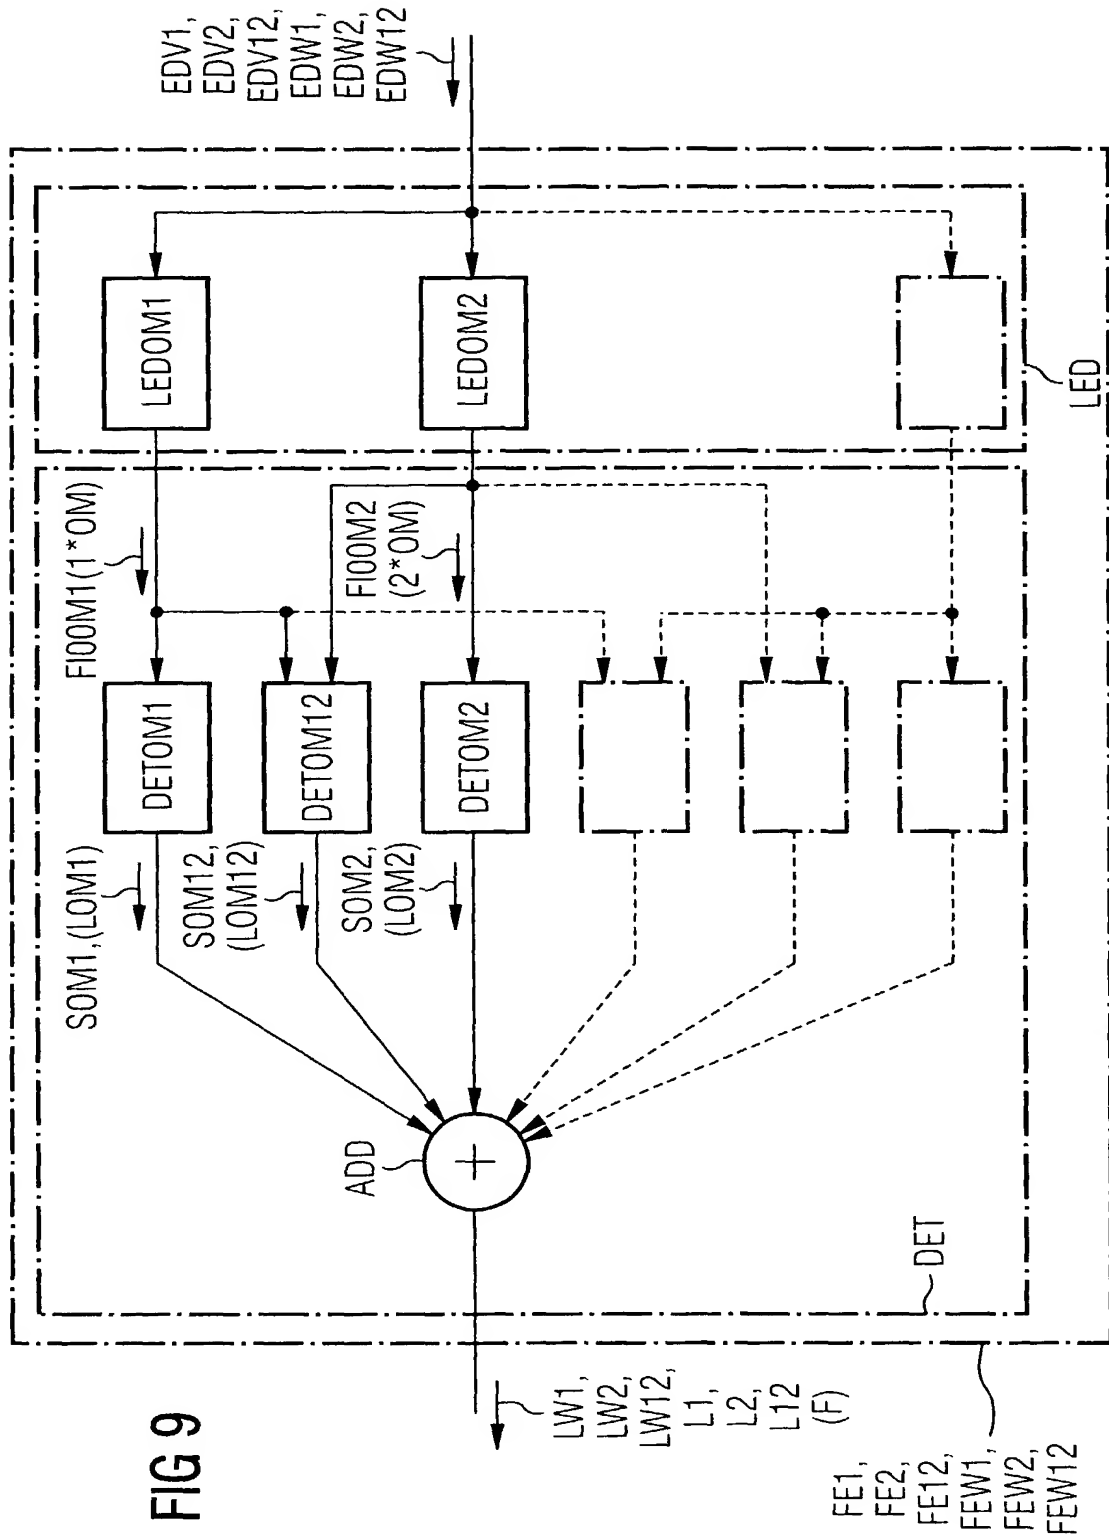 FIG 9
EDV1,
EDV2,
EDV12,
EDW1,
EDW2,
EDW12
LEDOM1
LEDOM2
LED
FIOOM1(1*OM)
FIOOM2
(2*OM)
DETOM1
DETOM12
DETOM2
SOM1,(LOM1)
SOM12,
(LOM12)
SOM2,
(LOM2)
ADD
+
DET
LW1,
LW2,
LW12,
L1,
L2,
L12
(F)
FE1,
FE2,
FE12,
FEW1,
FEW2,
FEW12